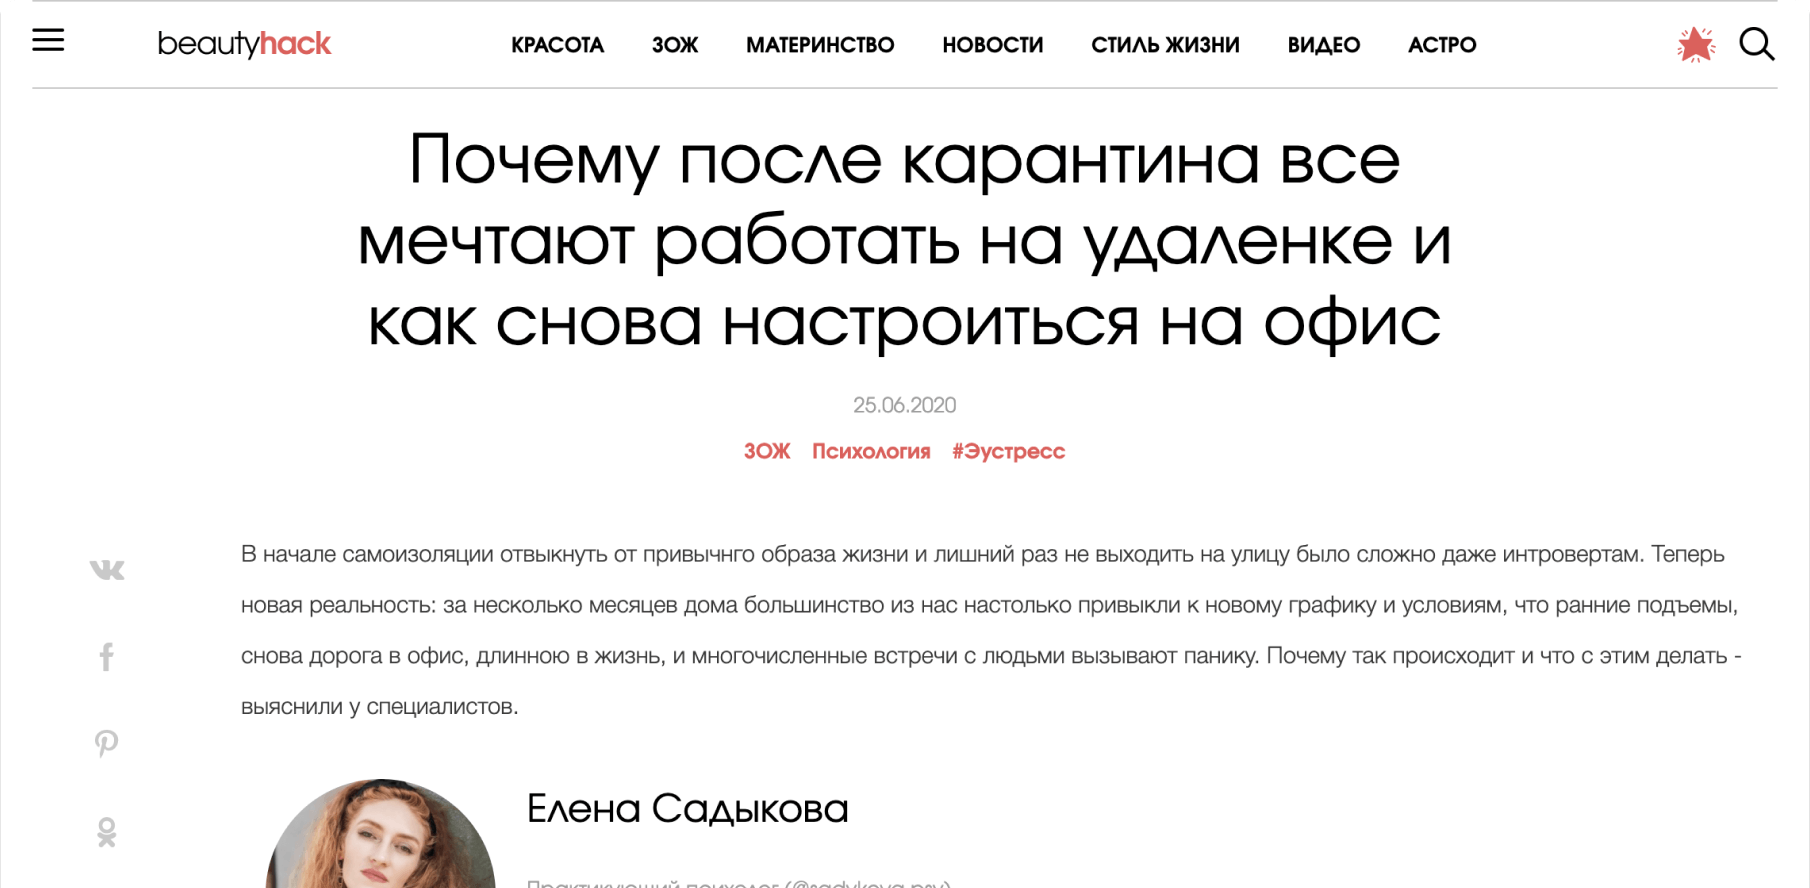 beautyhack
КРАСОТА ЗОЖ МАТЕРИНСТВО НОВОСТИ СТИЛЬ ЖИЗНИ ВИДЕО АСТРО
Почему после карантина все
мечтают работать на удаленке и
как снова настроиться на офис
25.06.2020
ЗОЖ Психология #Эустресс
В начале самоизоляции отвыкнуть от привычнго образа жизни и лишний раз не выходить на улицу было сложно даже интровертам. Теперь
новая реальность: за несколько месяцев дома большинство из нас настолько привыкли к новому графику и условиям, что ранние подъемы,
снова дорога в офис, длинною в жизнь, и многочисленные встречи с людьми вызывают панику. Почему так происходит и что с этим делать -
выяснили у специалистов.
Елена Садыкова
Практикующий психолог (@sadykova.psy)